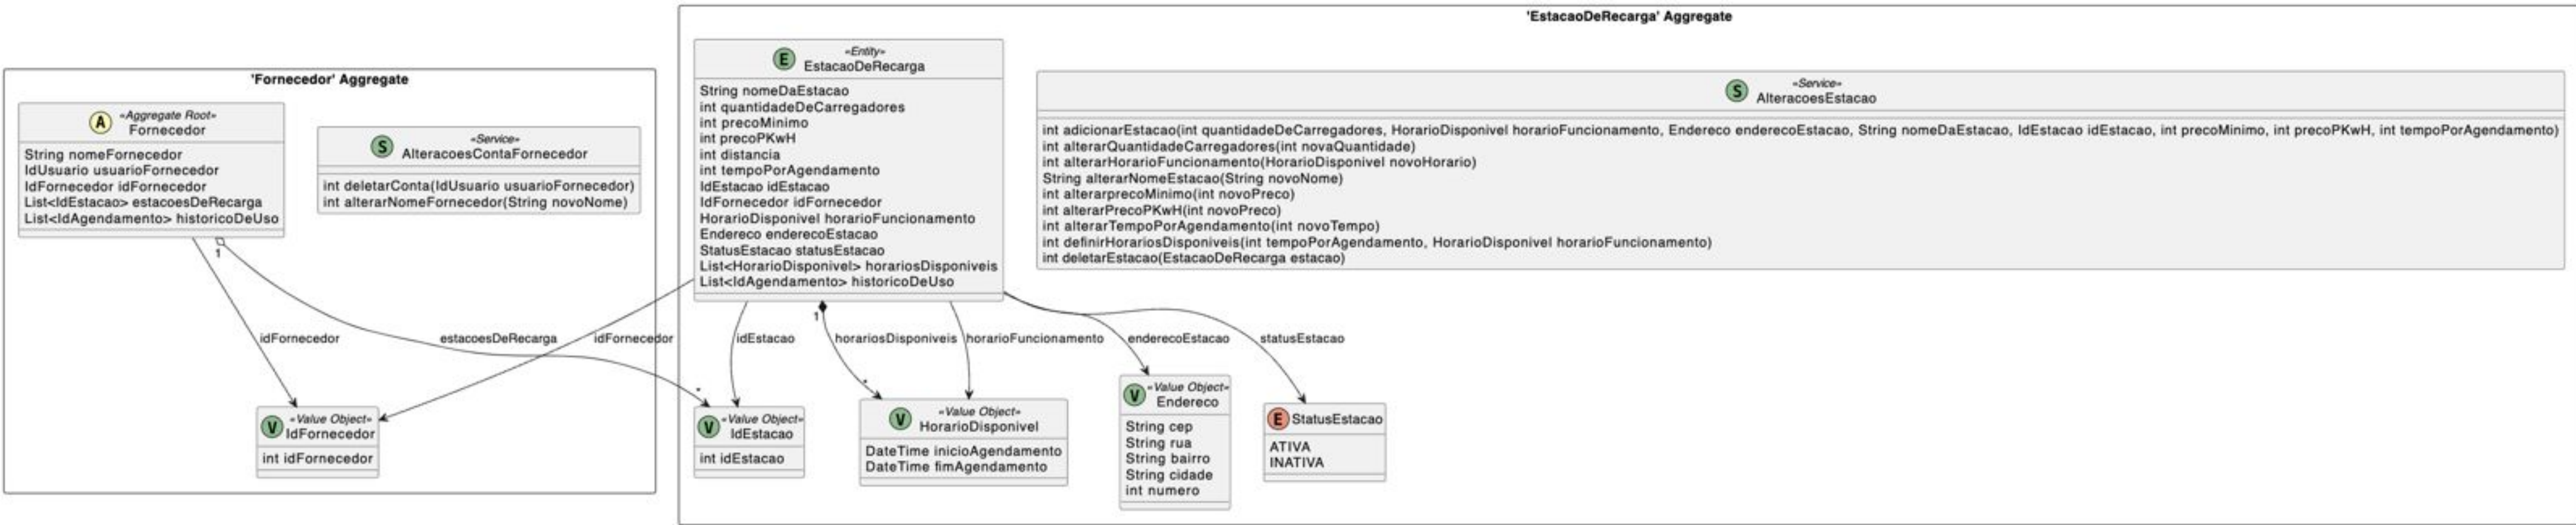 'Fornecedor' Aggregate
«Aggregate Root»
A
Fornecedor
String nomeFornecedor
IdUsuario usuarioFornecedor
IdFornecedor idFornecedor
List<IdEstacao> estacoesDeRecarga
List<IdAgendamento> historicoDeUso
«Service»
S
AlteracoesContaFornecedor
int deletarConta(IdUsuario usuarioFornecedor)
int alterarNomeFornecedor(String novoNome)
1
idFornecedor
estacoesDeRecarga
idFornecedor
*
«Value Object»
V
IdFornecedor
int idFornecedor
'EstacaoDeRecarga' Aggregate
«Entity»
E
EstacaoDeRecarga
String nomeDaEstacao
int quantidadeDeCarregadores
int precoMinimo
int precoPKwH
int distancia
int tempoPorAgendamento
IdEstacao idEstacao
IdFornecedor idFornecedor
HorarioDisponivel horarioFuncionamento
Endereco enderecoEstacao
StatusEstacao statusEstacao
List<HorarioDisponivel> horariosDisponiveis
List<IdAgendamento> historicoDeUso
«Service»
S
AlteracoesEstacao
int adicionarEstacao(int quantidadeDeCarregadores, HorarioDisponivel horarioFuncionamento, Endereco enderecoEstacao, String nomeDaEstacao, IdEstacao idEstacao, int precoMinimo, int precoPKwH, int tempoPorAgendamento)
int alterarQuantidadeCarregadores(int novaQuantidade)
int alterarHorarioFuncionamento(HorarioDisponivel novoHorario)
String alterarNomeEstacao(String novoNome)
int alterarprecoMinimo(int novoPreco)
int alterarPrecoPKwH(int novoPreco)
int alterarTempoPorAgendamento(int novoTempo)
int definirHorariosDisponiveis(int tempoPorAgendamento, HorarioDisponivel horarioFuncionamento)
int deletarEstacao(EstacaoDeRecarga estacao)
1
idEstacao
horariosDisponiveis
horarioFuncionamento
enderecoEstacao
statusEstacao
*
«Value Object»
V
IdEstacao
int idEstacao
«Value Object»
V
HorarioDisponivel
DateTime inicioAgendamento
DateTime fimAgendamento
«Value Object»
V
Endereco
String cep
String rua
String bairro
String cidade
int numero
E
StatusEstacao
ATIVA
INATIVA